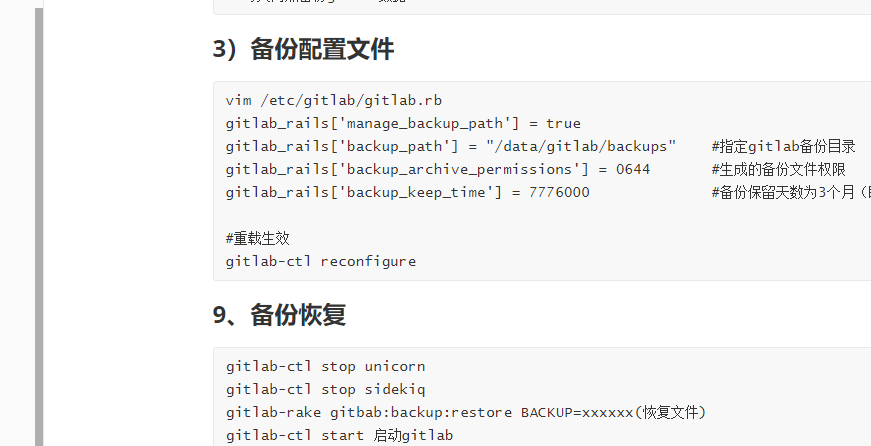 3）备份配置文件
vim /etc/gitlab/gitlab.rb
gitlab_rails['manage_backup_path'] = true
gitlab_rails['backup_path'] = "/data/gitlab/backups"    #指定gitlab备份目录
gitlab_rails['backup_archive_permissions'] = 0644       #生成的备份文件权限
gitlab_rails['backup_keep_time'] = 7776000              #备份保留天数为3个月（
#重载生效
gitlab-ctl reconfigure
9、备份恢复
gitlab-ctl stop unicorn
gitlab-ctl stop sidekiq
gitlab-rake gitbab:backup:restore BACKUP=xxxxxx(恢复文件)
gitlab-ctl start 启动gitlab